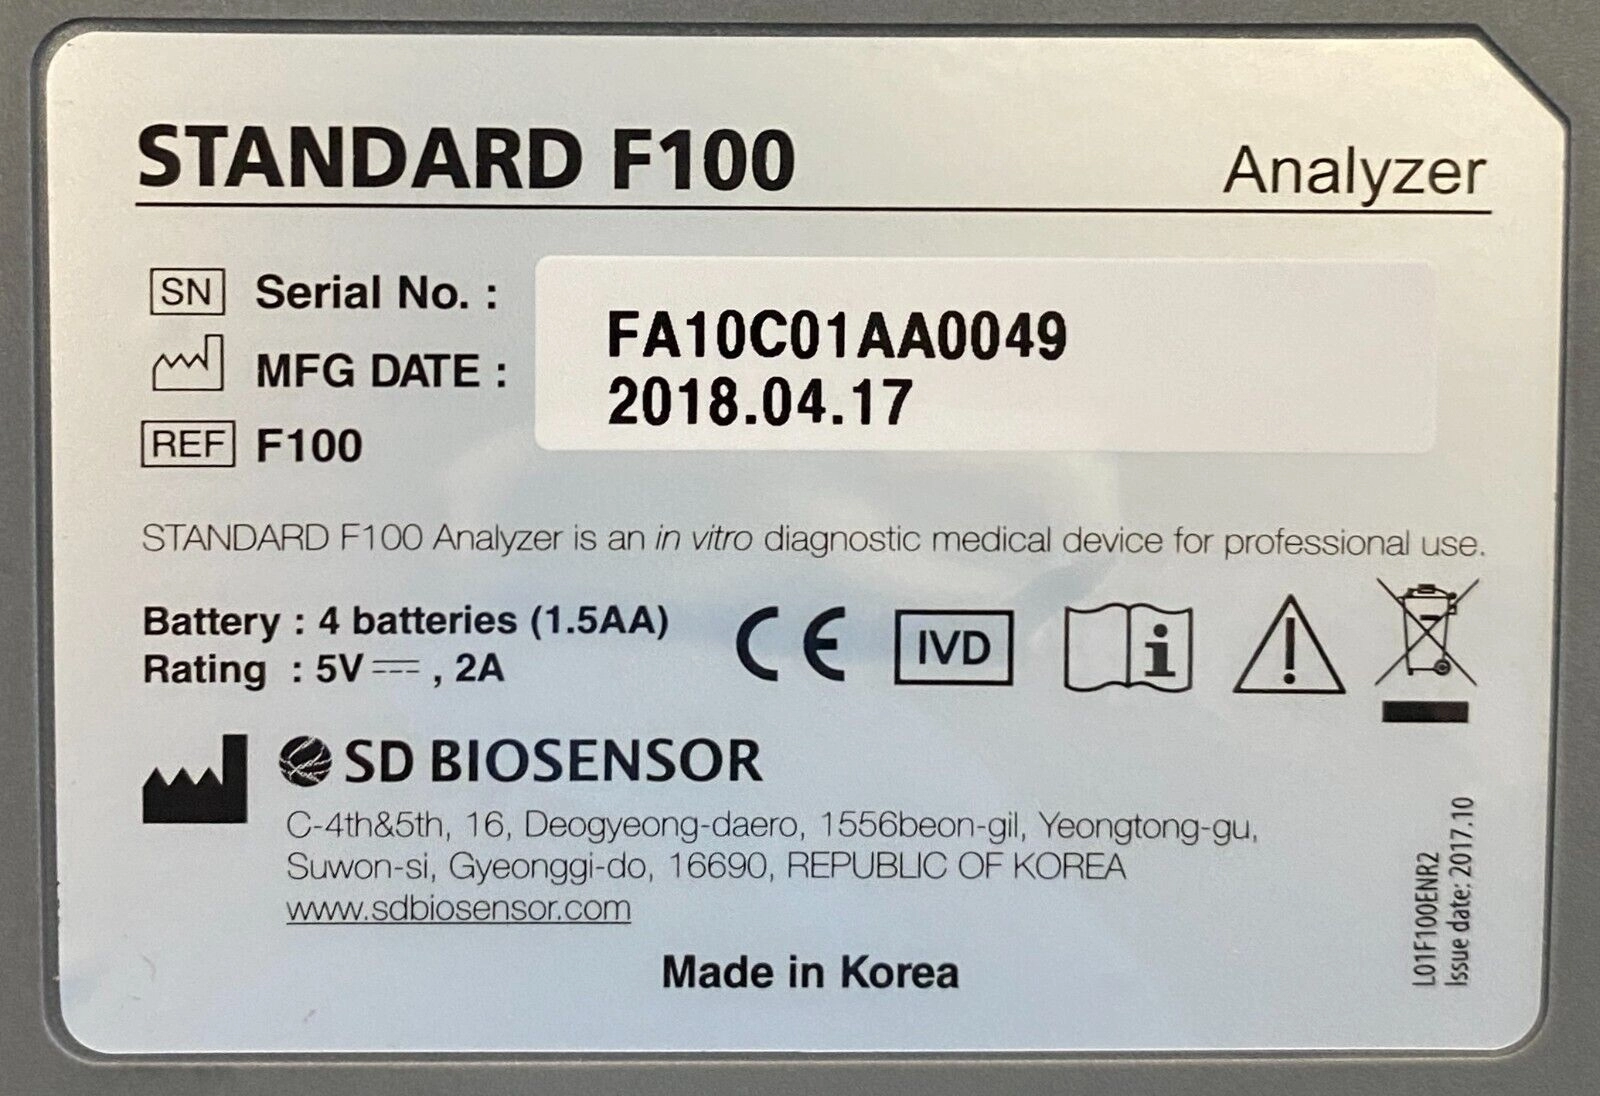 STANDARD F100 Analyzer
SN Serial No. : FA10C01AA0049
MFG DATE : 2018.04.17
REF F100
STANDARD F100 Analyzer is an in vitro diagnostic medical device for professional use.
Battery : 4 batteries (1.5AA)
Rating : 5V⎓, 2A
CE IVD i !
SD BIOSENSOR
C-4th&5th, 16, Deogyeong-daero, 1556beon-gil, Yeongtong-gu,
Suwon-si, Gyeonggi-do, 16690, REPUBLIC OF KOREA
www.sdbiosensor.com
Made in Korea
L01F100ENR2
Issue date: 2017.10